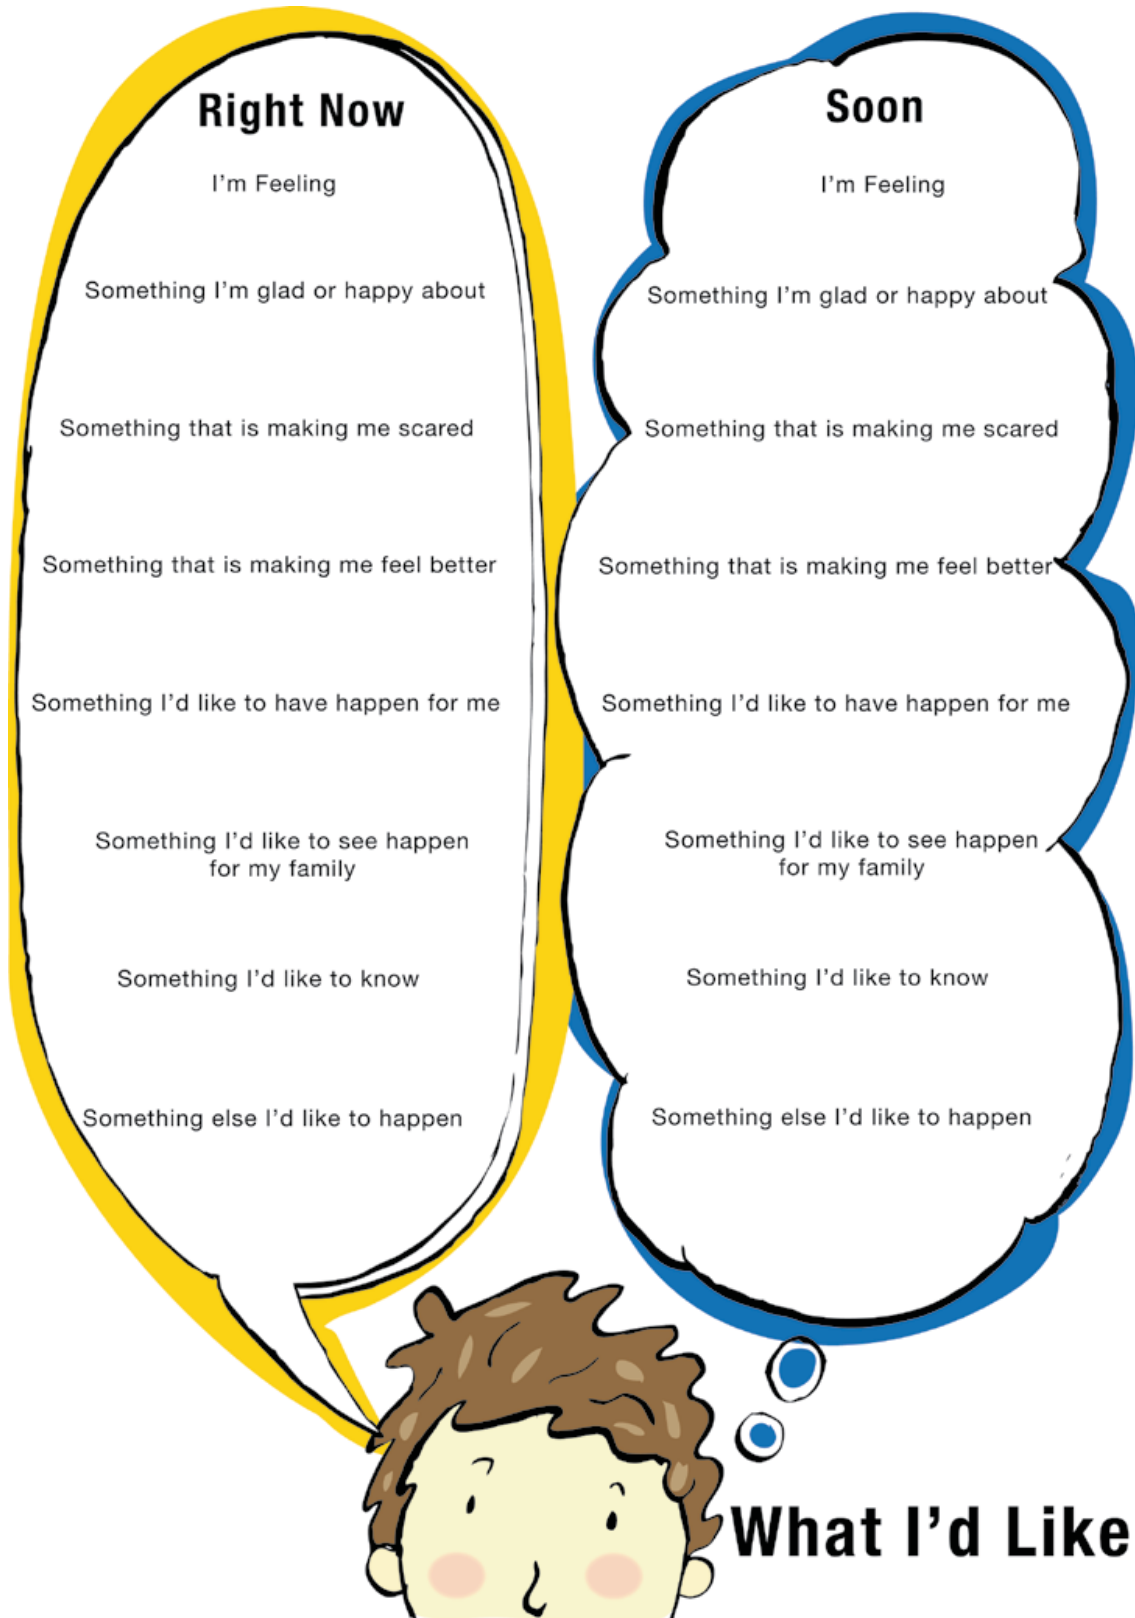 Right Now
I'm Feeling
Something I'm glad or happy about
Something that is making me scared
Something that is making me feel better
Something I'd like to have happen for me
Something I'd like to see happen
for my family
Something I'd like to know
Something else I'd like to happen
Soon
I'm Feeling
Something I'm glad or happy about
Something that is making me scared
Something that is making me feel better
Something I'd like to have happen for me
Something I'd like to see happen
for my family
Something I'd like to know
Something else I'd like to happen
What I'd Like